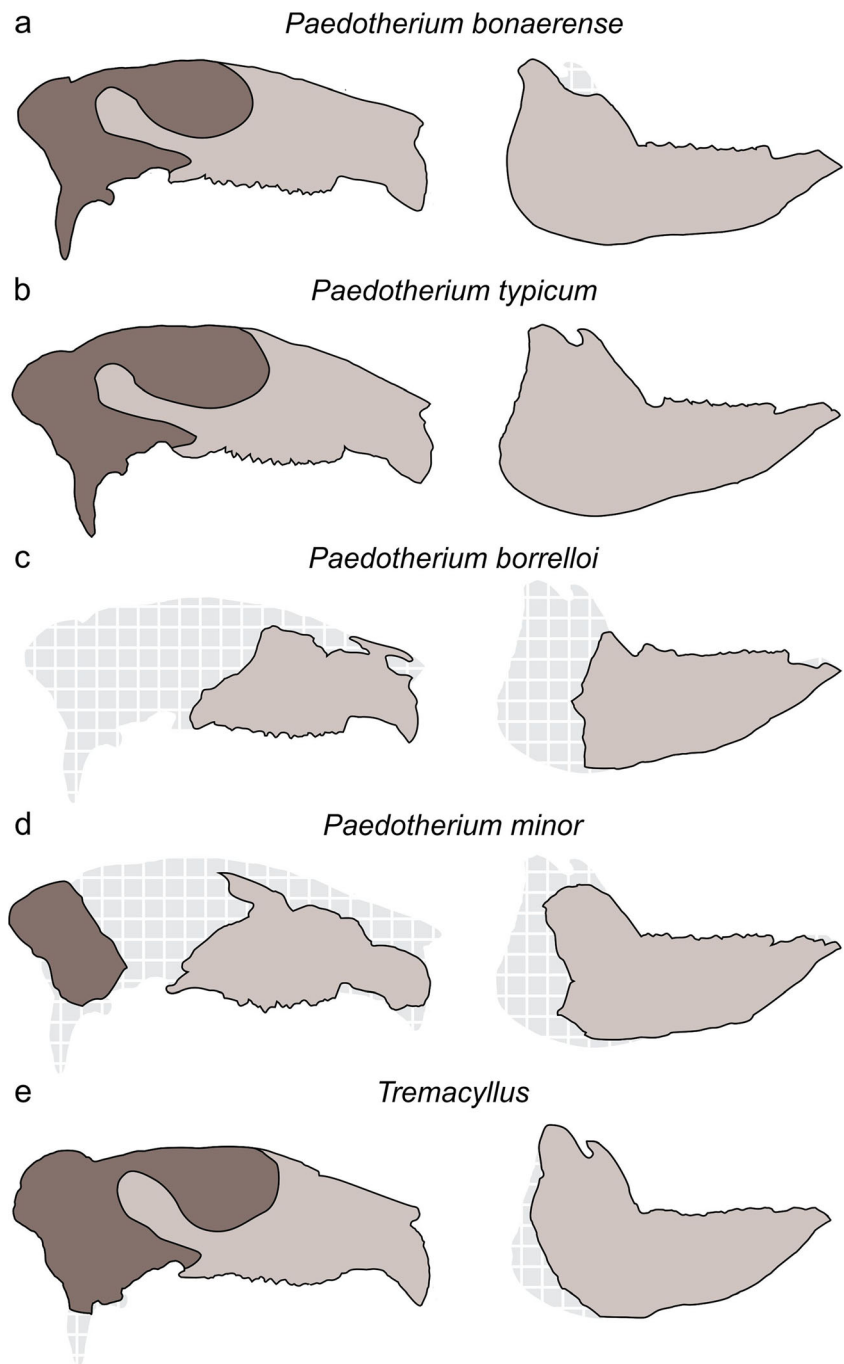 a
Paedotherium bonaerense
b
Paedotherium typicum
c
Paedotherium borrelloi
d
Paedotherium minor
e
Tremacyllus